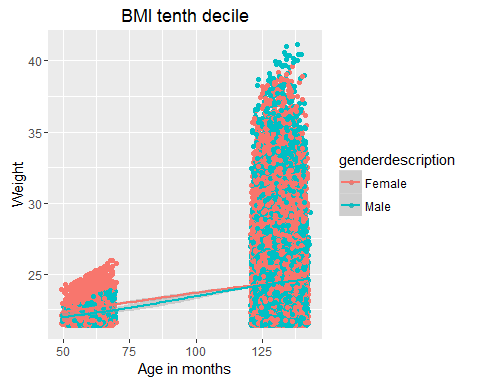 BMI tenth decile
Weight
40
35
30
25
50
75
100
125
Age in months
genderdescription
Female
Male